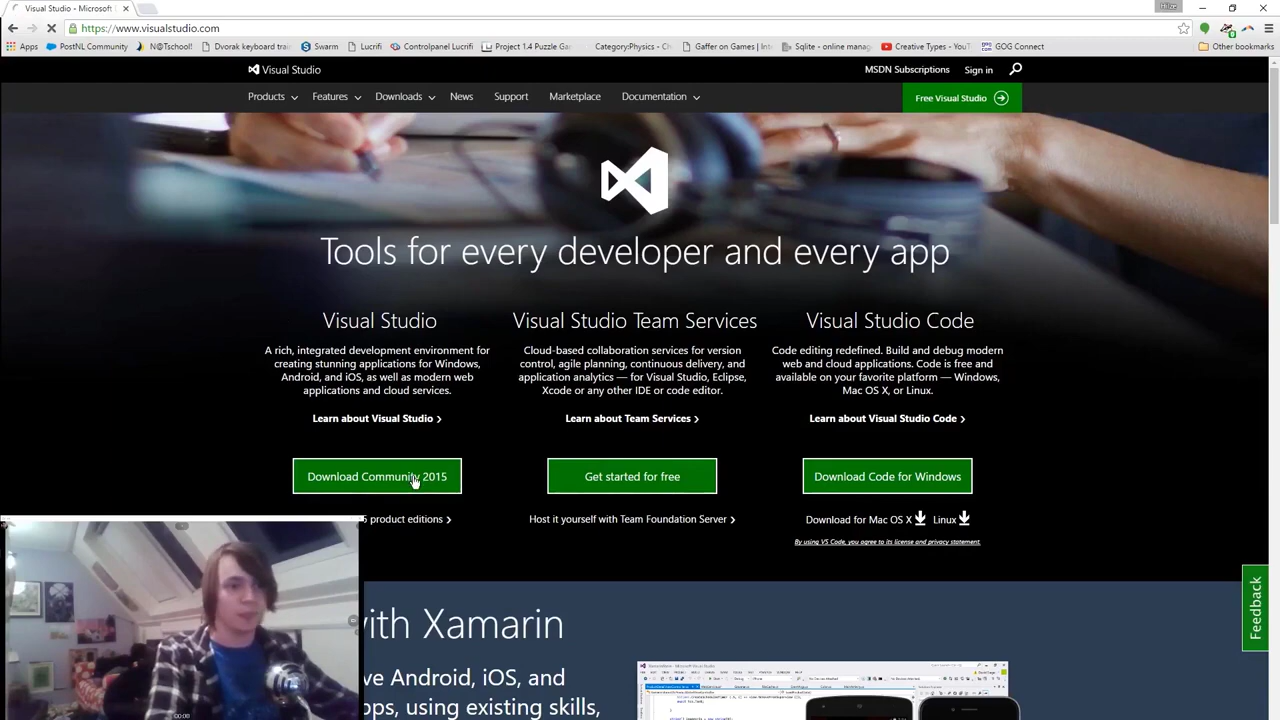 Visual Studio - Microsoft
Hilze
https://www.visualstudio.com
Apps
PostNL Community
N@Tschool!
Dvorak keyboard train
Swarm
Lucrifi
Controlpanel Lucrifi
Project 1.4 Puzzle Ga
Category:Physics - C
Gaffer on Games | Int
Sqlite - online manag
Creative Types - YouT
GOG Connect
Other bookmarks
Visual Studio
MSDN Subscriptions
Sign in
Products
Features
Downloads
News
Support
Marketplace
Documentation
Free Visual Studio
Tools for every developer and every app
Visual Studio
A rich, integrated development environment for
creating stunning applications for Windows,
Android, and iOS, as well as modern web
applications and cloud services.
Learn about Visual Studio
Download Community 2015
5 product editions
Visual Studio Team Services
Cloud-based collaboration services for version
control, agile planning, continuous delivery, and
application analytics — for Visual Studio, Eclipse,
Xcode or any other IDE or code editor.
Learn about Team Services
Get started for free
Host it yourself with Team Foundation Server
Visual Studio Code
Code editing redefined. Build and debug modern
web and cloud applications. Code is free and
available on your favorite platform — Windows,
Mac OS X, or Linux.
Learn about Visual Studio Code
Download Code for Windows
Download for Mac OS X
Linux
By using VS Code, you agree to its license and privacy statement.
Feedback
ith Xamarin
ve Android, iOS, and
ps, using existing skills,